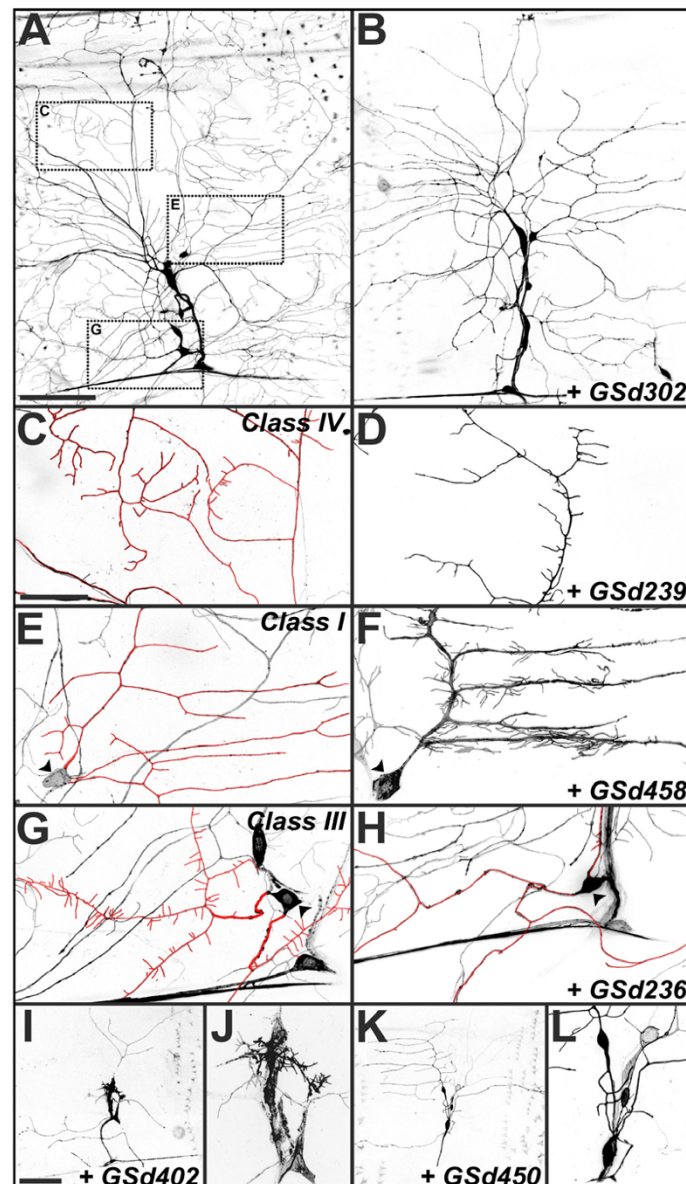 A
B
C
E
G
+ GSd302
C
Class IV
D
+ GSd239
E
Class I
F
+ GSd458
G
Class III
H
+ GSd236
I
+ GSd402
J
K
+ GSd450
L